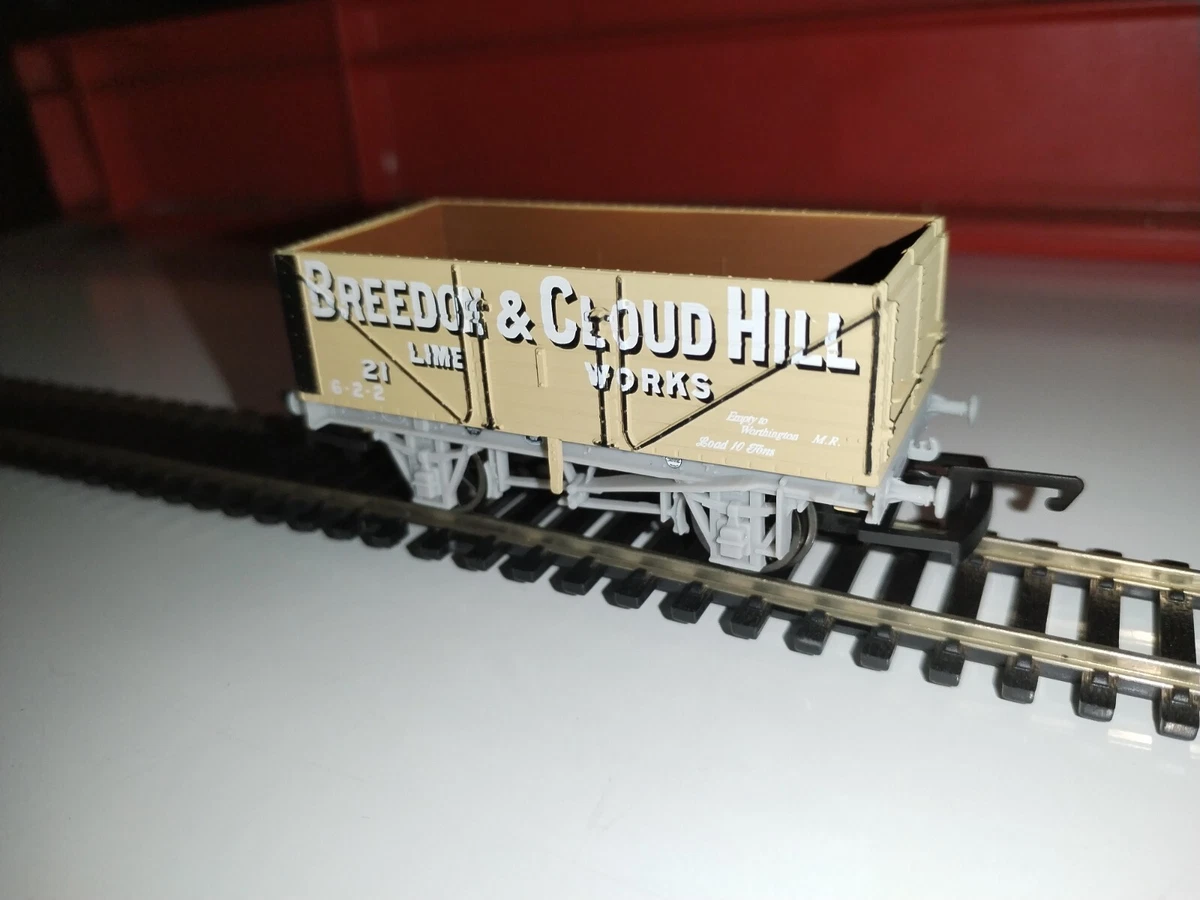 BREEDON & CLOUD HILL
LIME WORKS
21
6-2-2
Empty to
Worthington M.R.
Load 10 Tons